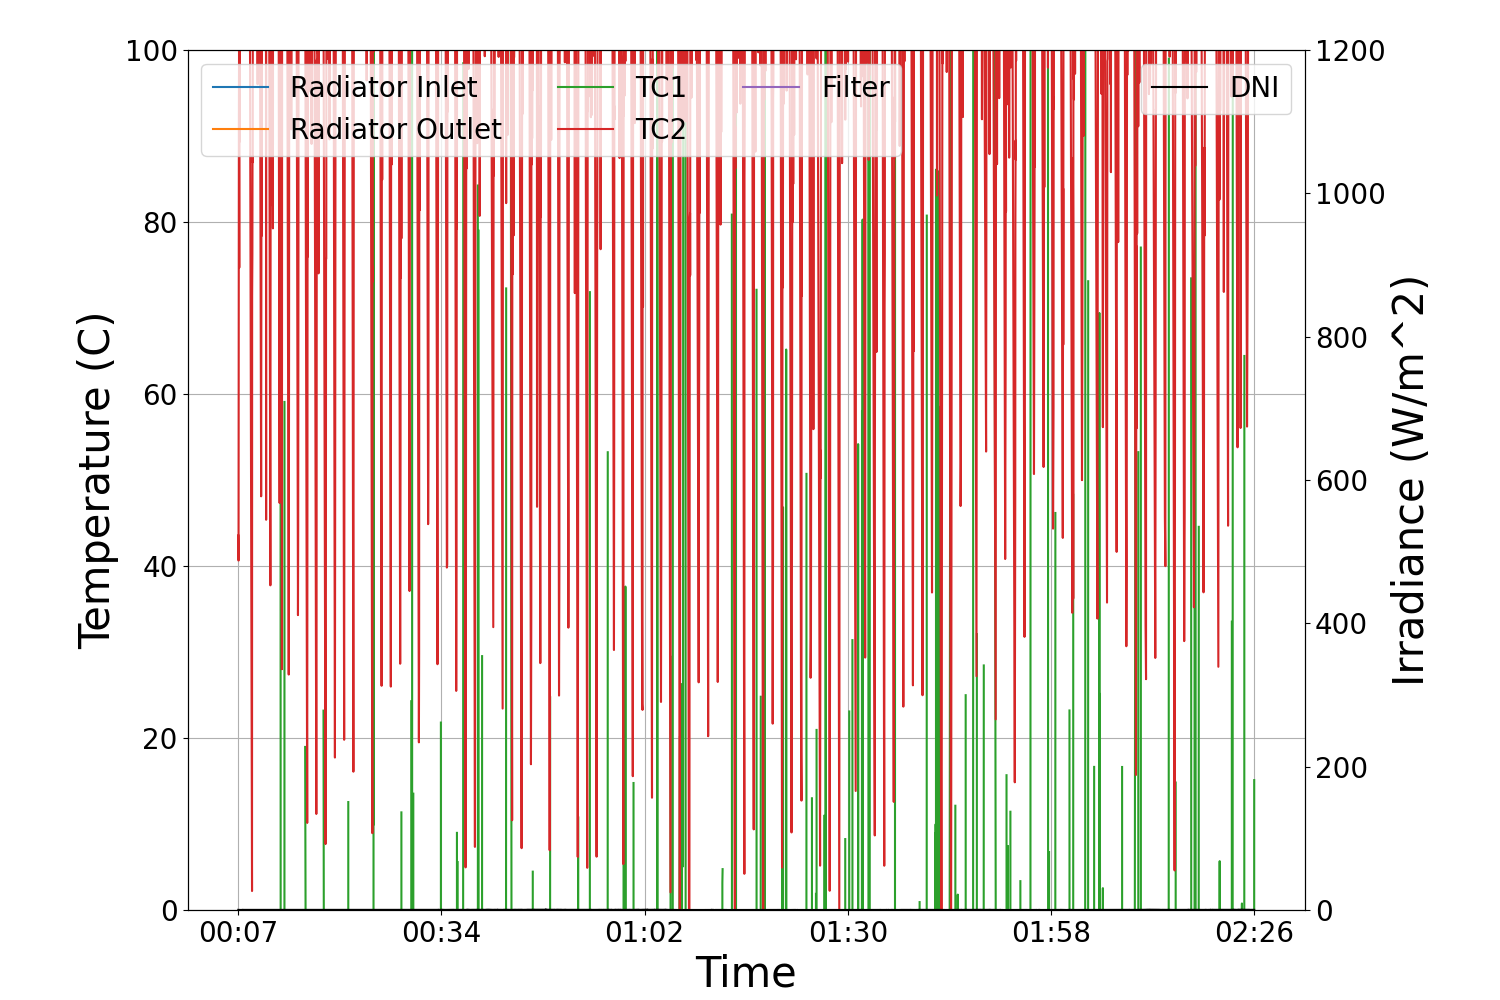 100
80
60
40
20
0
Temperature (C)
Radiator Inlet
Radiator Outlet
TC1
TC2
Filter
DNI
1200
1000
800
600
400
200
0
Irradiance (W/m^2)
00:07
00:34
01:02
01:30
01:58
02:26
Time